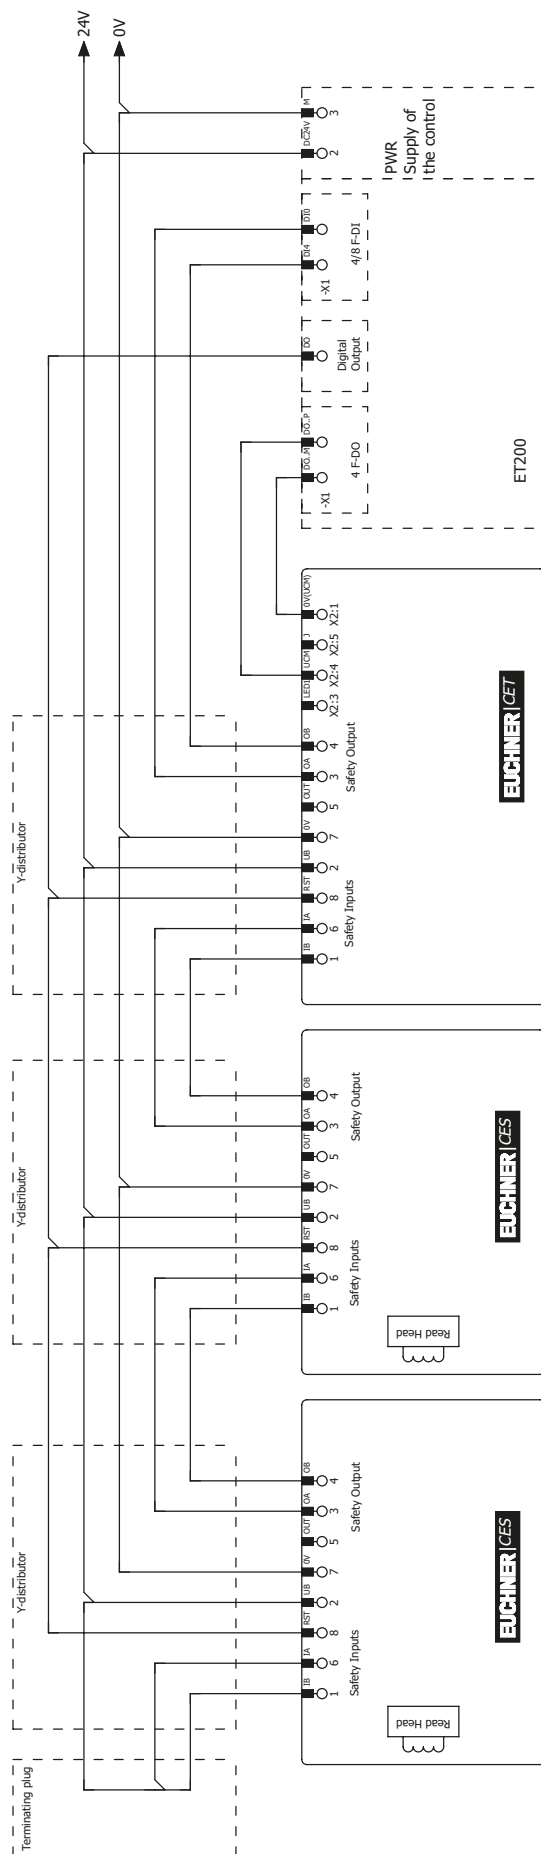 24V
0V
M
3
DC24V
2
PWR
Supply of
the control
DI0
DI4
-X1
4/8 F-DI
DO
Digital
Output
DO..P
DO..M
-X1
4 F-DO
ET200
0V(UCM)
X2:1
J
X2:5
UCM
X2:4
LED1
X2:3
OB
4
OA
3
Safety Output
OUT
5
0V
7
UB
2
RST
8
IA
6
Safety Inputs
IB
1
Y-distributor
EUCHNER|CET
OB
4
OA
3
Safety Output
OUT
5
0V
7
UB
2
RST
8
IA
6
Safety Inputs
IB
1
Y-distributor
EUCHNER|CES
Read Head
OB
4
OA
3
Safety Output
OUT
5
0V
7
UB
2
RST
8
IA
6
Safety Inputs
IB
1
Y-distributor
EUCHNER|CES
Read Head
Terminating plug